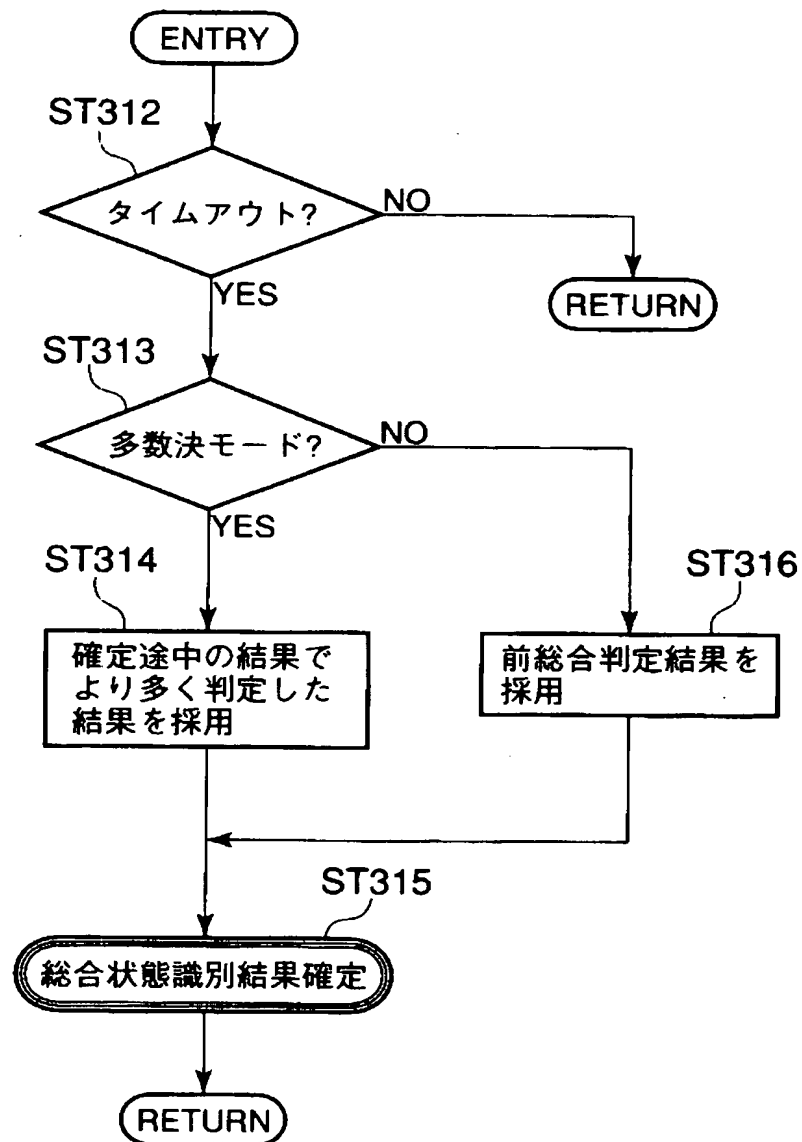 ENTRY
ST312
タイムアウト?
NO
YES
RETURN
ST313
多数決モード?
NO
YES
ST314
確定途中の結果で
より多く判定した
結果を採用
ST316
前総合判定結果を
採用
ST315
総合状態識別結果確定
RETURN